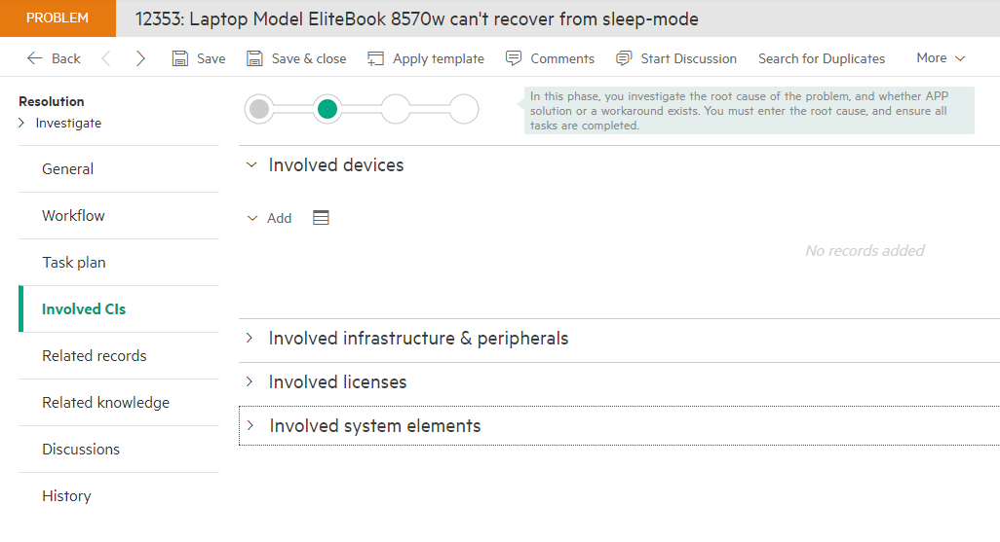 PROBLEM 12353: Laptop Model EliteBook 8570w can't recover from sleep-mode
Back Save Save & close Apply template Comments Start Discussion Search for Duplicates More
Resolution
Investigate
In this phase, you investigate the root cause of the problem, and whether APP
solution or a workaround exists. You must enter the root cause, and ensure all
tasks are completed.
General
Workflow
Task plan
Involved CIs
Related records
Related knowledge
Discussions
History
Involved devices
Add
No records added
Involved infrastructure & peripherals
Involved licenses
Involved system elements